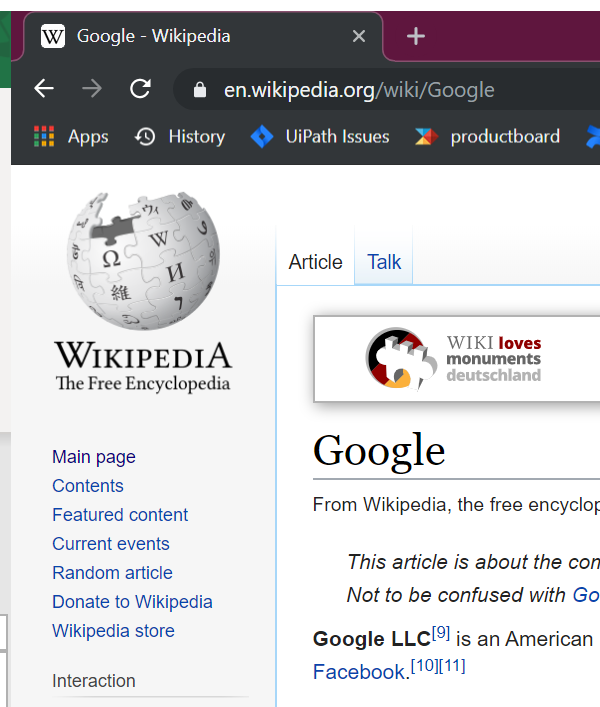 Google - Wikipedia
en.wikipedia.org/wiki/Google
Apps History UiPath Issues productboard
WIKIPEDIA
The Free Encyclopedia
Main page
Contents
Featured content
Current events
Random article
Donate to Wikipedia
Wikipedia store
Interaction
Article Talk
WIKI loves
monuments
deutschland
Google
From Wikipedia, the free encyclop
This article is about the com
Not to be confused with Go
Google LLC[9] is an American
Facebook.[10][11]